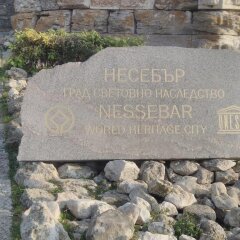 НЕСЕБЪР
ГРАД СВЕТОВНО НАСЛЕДСТВО
NESSEBAR
WORLD HERITAGE CITY